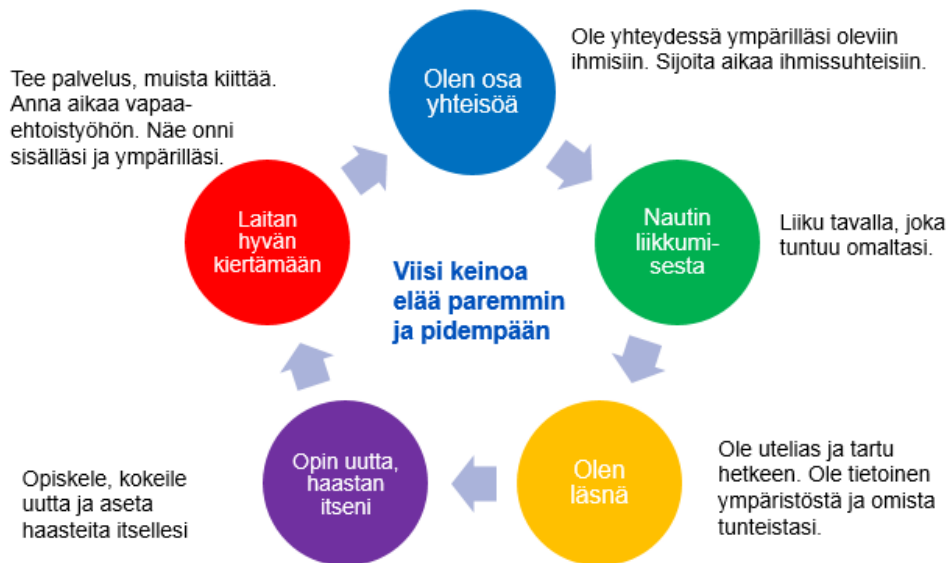 Olen osa
yhteisöä
Ole yhteydessä ympärilläsi oleviin
ihmisiin. Sijoita aikaa ihmissuhteisiin.
Nautin
liikkumi-
sesta
Liiku tavalla, joka
tuntuu omaltasi.
Olen
läsnä
Ole utelias ja tartu
hetkeen. Ole tietoinen
ympäristöstä ja omista
tunteistasi.
Opin uutta,
haastan
itseni
Opiskele, kokeile
uutta ja aseta
haasteita itsellesi
Laitan
hyvän
kiertämään
Tee palvelus, muista kiittää.
Anna aikaa vapaa-
ehtoistyöhön. Näe onni
sisälläsi ja ympärilläsi.
Viisi keinoa
elää paremmin
ja pidempään